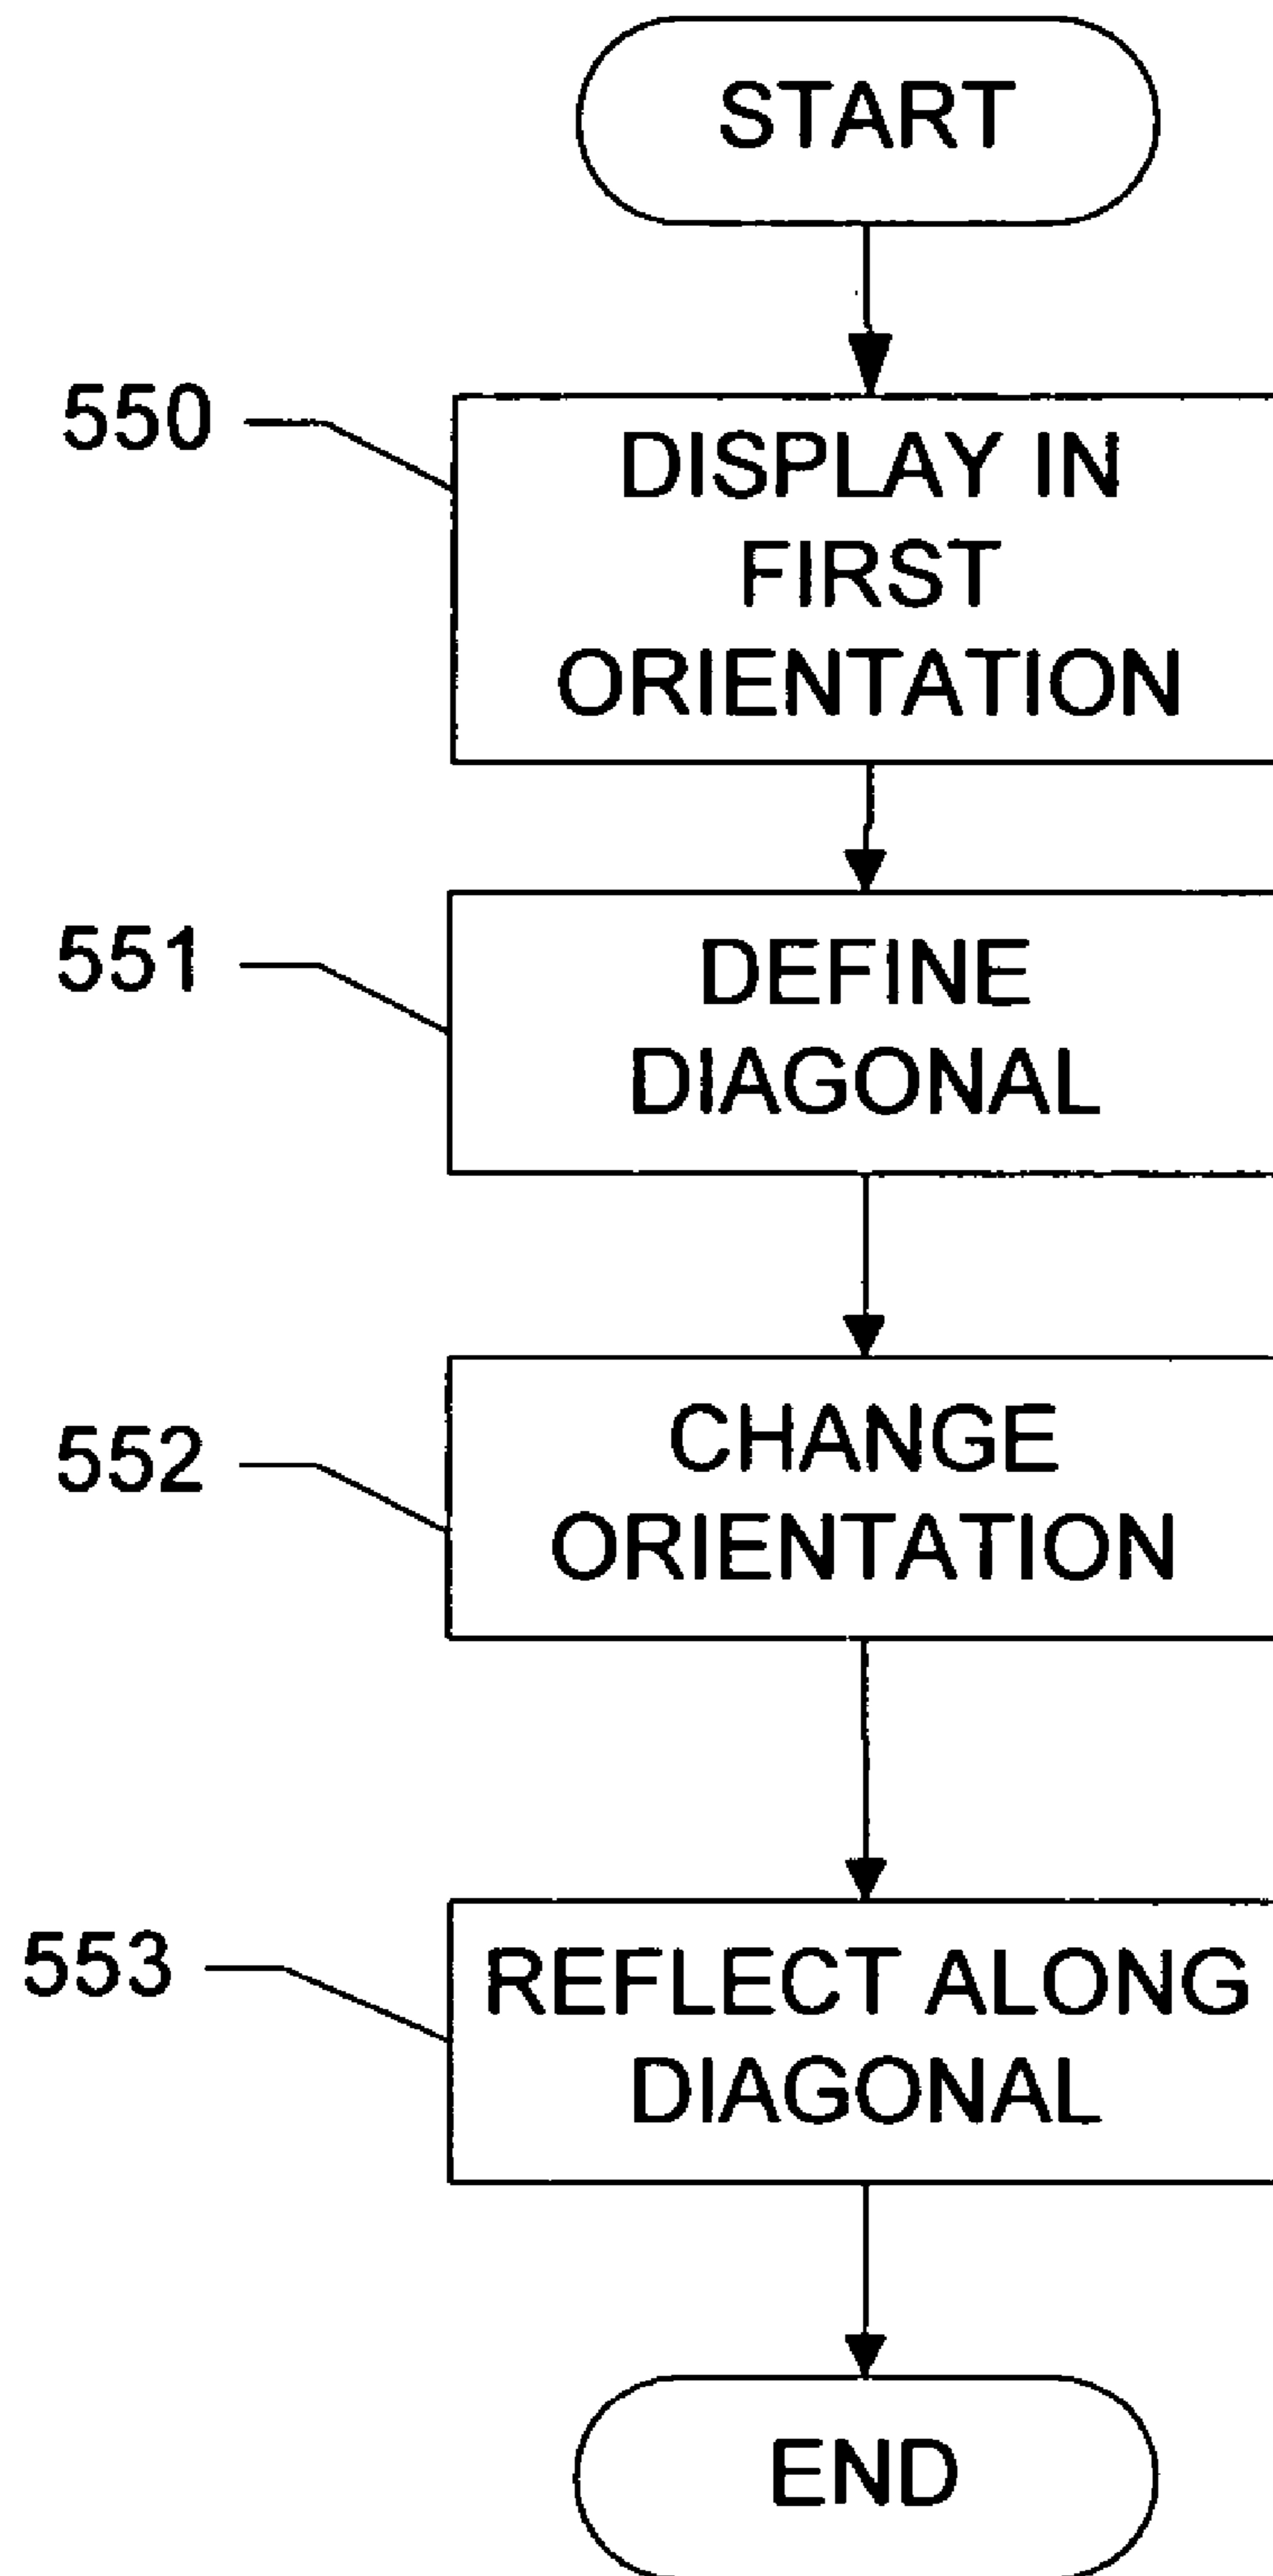 START
550
DISPLAY IN
FIRST
ORIENTATION
551
DEFINE
DIAGONAL
552
CHANGE
ORIENTATION
553
REFLECT ALONG
DIAGONAL
END